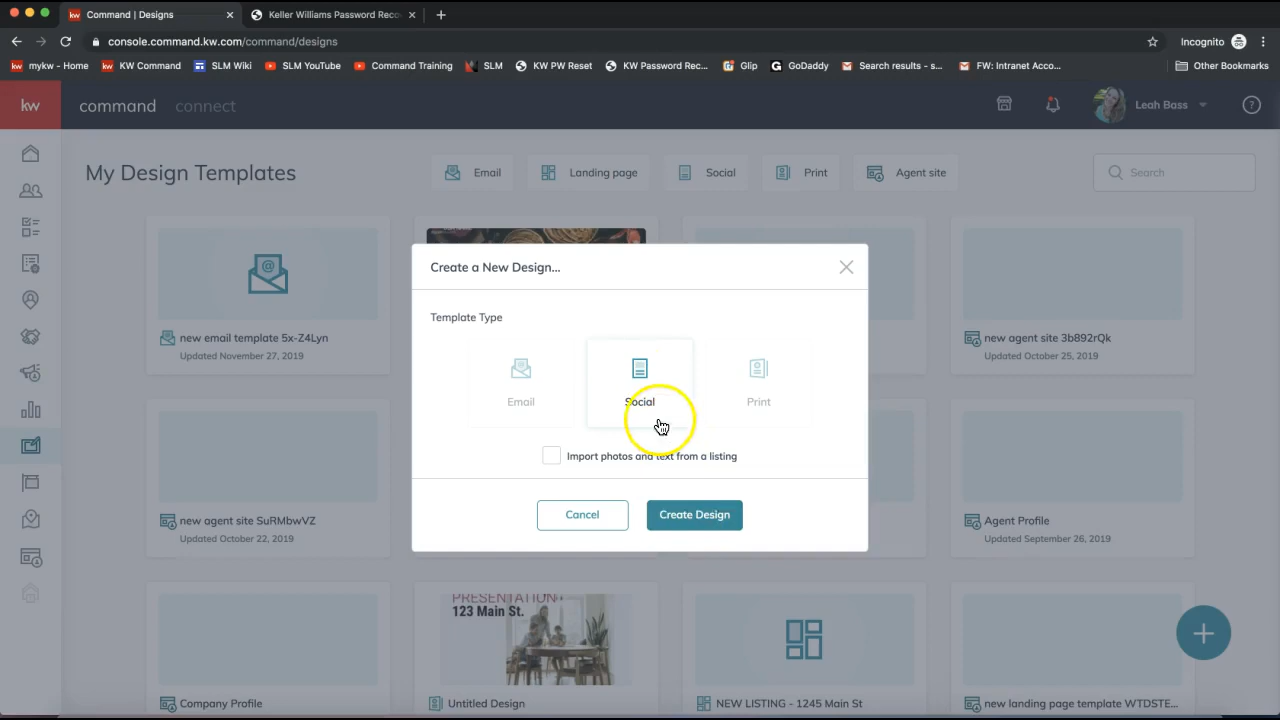 Command | Designs
Keller Williams Password Reco
console.command.kw.com/command/designs
Incognito
mykw - Home
KW Command
SLM Wiki
SLM YouTube
Command Training
SLM
KW PW Reset
KW Password Rec...
Glip
GoDaddy
Search results - s...
FW: Intranet Acco...
Other Bookmarks
kw
command
connect
Leah Bass
?
My Design Templates
Email
Landing page
Social
Print
Agent site
Search
Create a New Design...
Template Type
Email
Social
Print
Import photos and text from a listing
Cancel
Create Design
new email template 5x-Z4Lyn
Updated November 27, 2019
new agent site 3b892rQk
Updated October 25, 2019
new agent site SuRMbwVZ
Updated October 22, 2019
Agent Profile
Updated September 26, 2019
PRESENTATION
123 Main St.
Company Profile
Untitled Design
NEW LISTING - 1245 Main St
new landing page template WTDSTE...